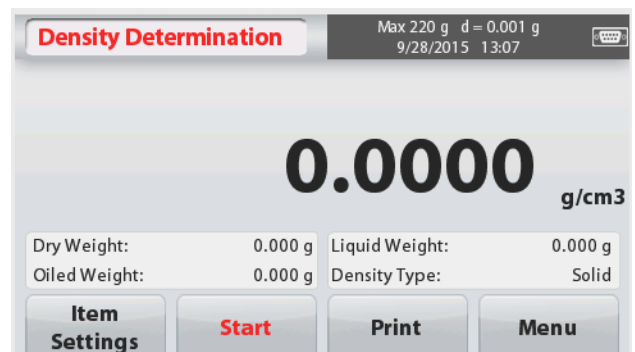 Density Determination
Max 220 g d = 0.001 g
9/28/2015 13:07
0.0000
g/cm3
Dry Weight: 0.000 g
Liquid Weight: 0.000 g
Oiled Weight: 0.000 g
Density Type: Solid
Item
Settings
Start
Print
Menu